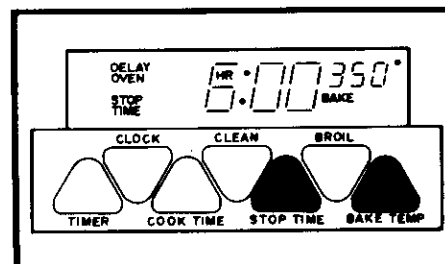 DELAY
OVEN
STOP
TIME
HR
6:00
350°
BAKE
CLOCK CLEAN BROIL
TIMER COOK TIME STOP TIME BAKE TEMP